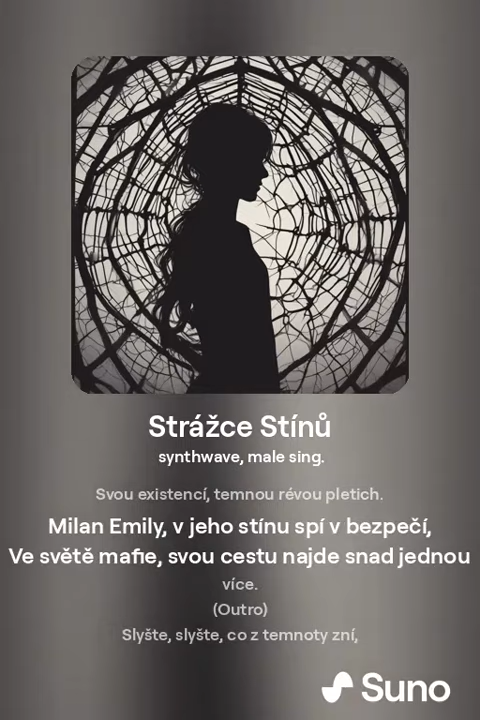 Strážce Stínů
synthwave, male sing.
Svou existencí, temnou révou pletich.
Milan Emily, v jeho stínu spí v bezpečí,
Ve světě mafie, svou cestu najde snad jednou
více.
(Outro)
Slyšte, slyšte, co z temnoty zní,
Suno